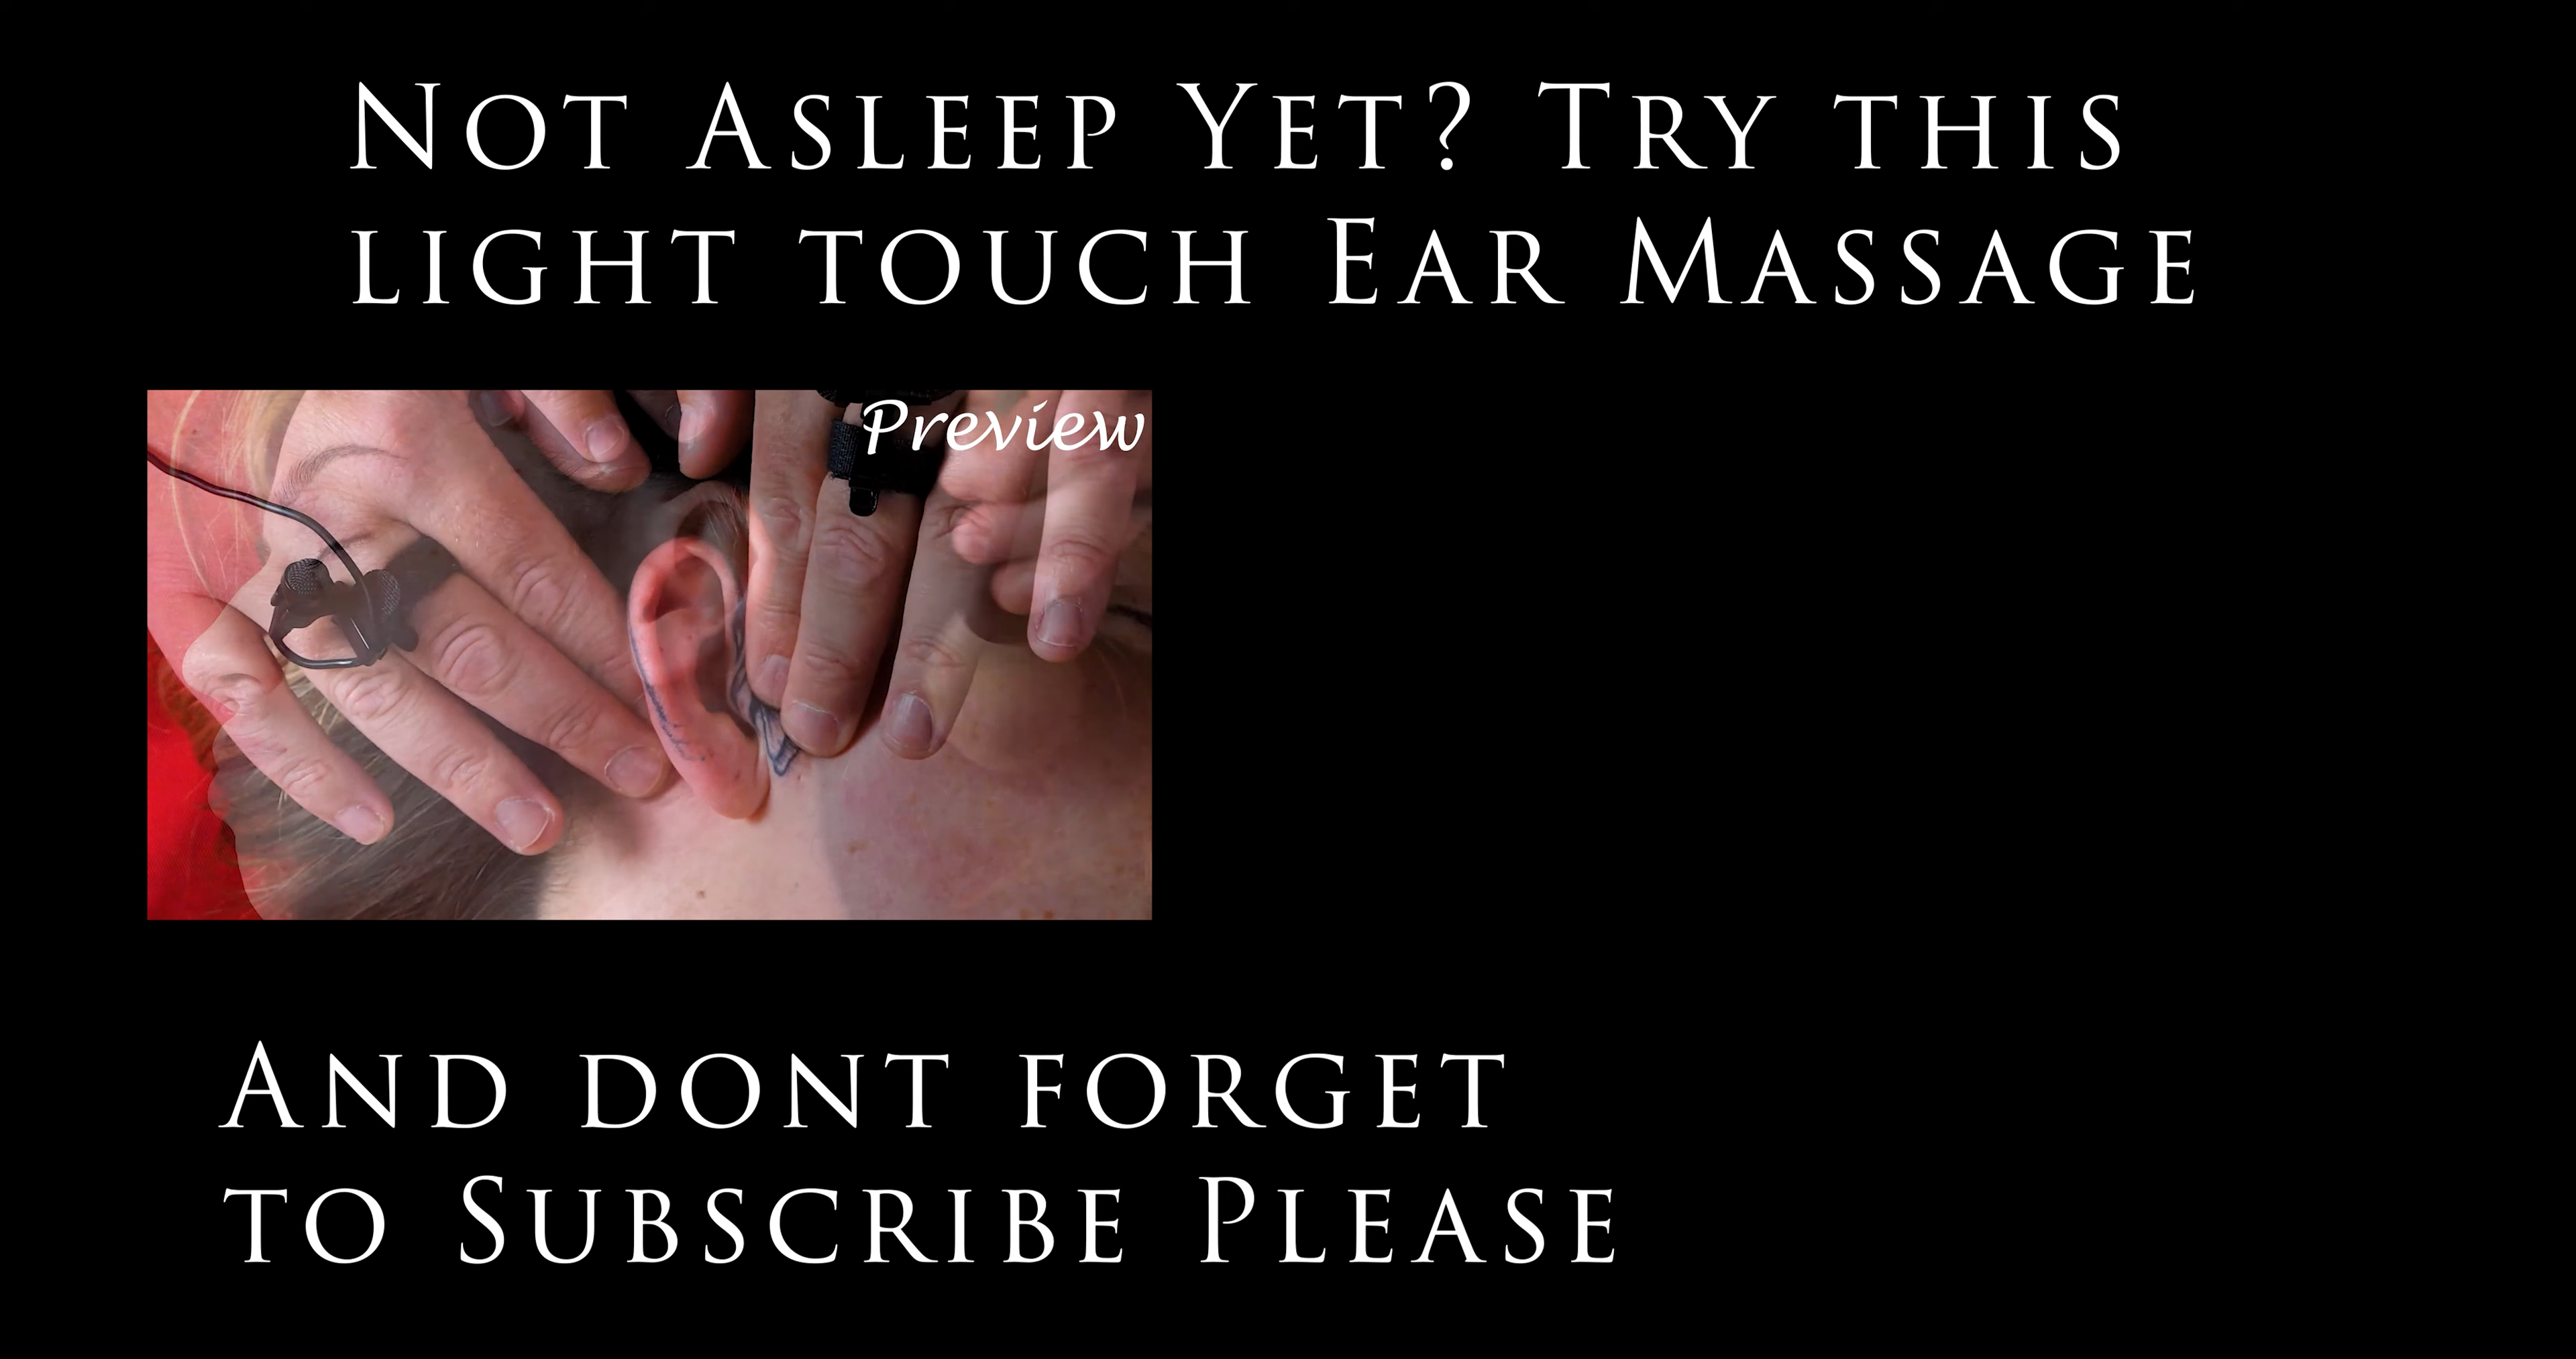 Not Asleep Yet? Try this
light touch Ear Massage
Preview
And dont forget
to Subscribe Please